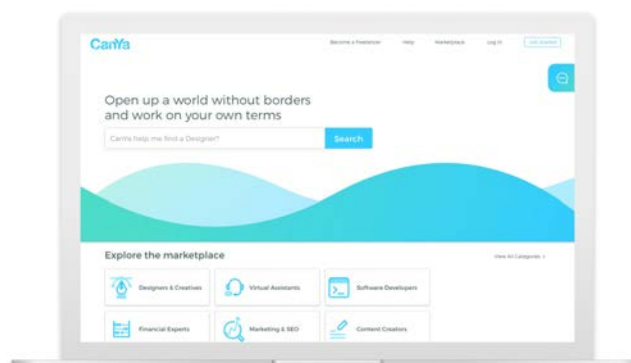 CanYa
Become a Freelancer Help Marketplace Log in Get started
Open up a world without borders
and work on your own terms
CanYa help me find a Designer? Search
Explore the marketplace
View All Categories >
Designers & Creatives Virtual Assistants Software Developers
Financial Experts Marketing & SEO Content Creators